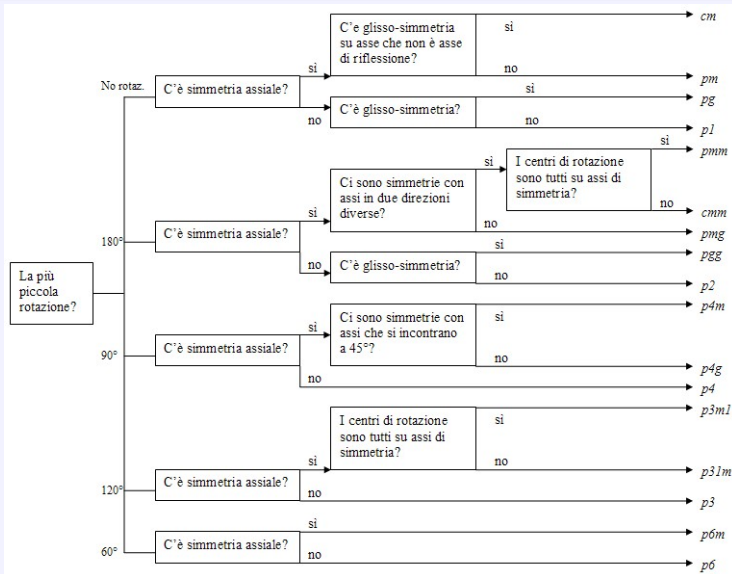 C'e glisso-simmetria
su asse che non è asse
di riflessione?
sì
cm
no
pm
No rotaz.
C'è simmetria assiale?
sì
no
C'è glisso-simmetria?
sì
pg
no
p1
180°
C'è simmetria assiale?
sì
no
Ci sono simmetrie con
assi in due direzioni
diverse?
sì
no
I centri di rotazione
sono tutti su assi di
simmetria?
sì
pmm
no
cmm
pmg
C'è glisso-simmetria?
sì
pgg
no
p2
La più
piccola
rotazione?
90°
C'è simmetria assiale?
sì
no
Ci sono simmetrie con
assi che si incontrano
a 45°?
sì
p4m
no
p4g
p4
120°
C'è simmetria assiale?
sì
no
I centri di rotazione
sono tutti su assi di
simmetria?
sì
p3m1
no
p31m
p3
60°
C'è simmetria assiale?
sì
p6m
no
p6